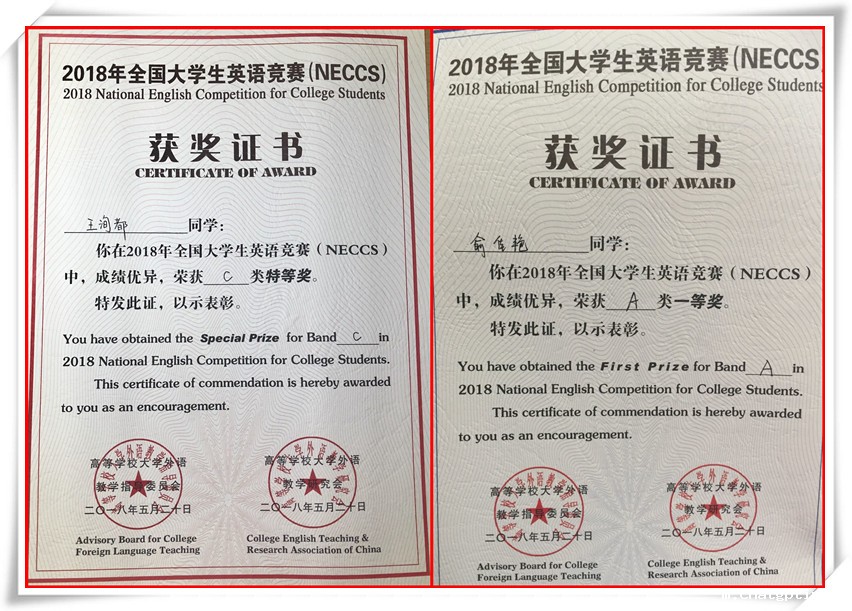 2018年全国大学生英语竞赛(NECCS)
2018 National English Competition for College Students
获奖证书
CERTIFICATE OF AWARD
王洵都同学：
你在2018年全国大学生英语竞赛（NECCS）
中，成绩优异，荣获 C 类特等奖。
特发此证，以示表彰。
You have obtained the Special Prize for Band C in
2018 National English Competition for College Students.
This certificate of commendation is hereby awarded
to you as an encouragement.
高等学校大学外语
教学指导委员会
二〇一八年五月二十日
Advisory Board for College
Foreign Language Teaching
高等学校大学外语
教学研究会
二〇一八年五月二十日
College English Teaching &
Research Association of China
2018年全国大学生英语竞赛(NECCS)
2018 National English Competition for College Students
获奖证书
CERTIFICATE OF AWARD
俞佳艳同学：
你在2018年全国大学生英语竞赛（NECCS）
中，成绩优异，荣获 A 类一等奖。
特发此证，以示表彰。
You have obtained the First Prize for Band A in
2018 National English Competition for College Students.
This certificate of commendation is hereby awarded
to you as an encouragement.
高等学校大学外语
教学指导委员会
二〇一八年五月二十日
Advisory Board for College
Foreign Language Teaching
高等学校大学外语
教学研究会
二〇一八年五月二十日
College English Teaching &
Research Association of China